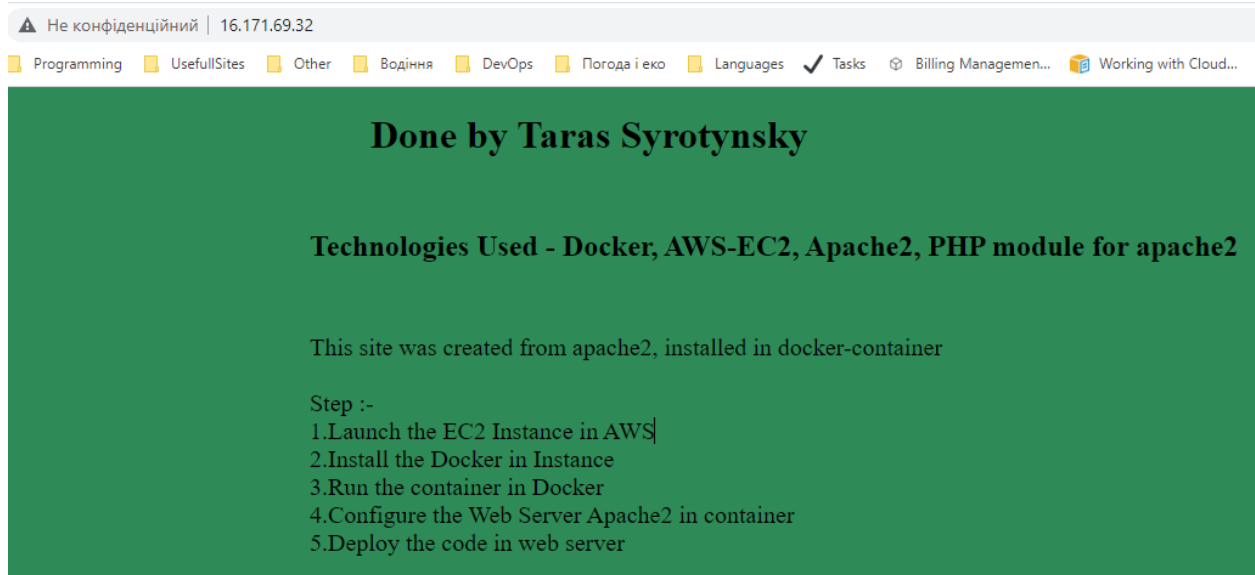 Не конфіденційний 16.171.69.32
Programming UsefullSites Other Водіння DevOps Погода і еко Languages Tasks Billing Managemen... Working with Cloud...
Done by Taras Syrotynsky
Technologies Used - Docker, AWS-EC2, Apache2, PHP module for apache2
This site was created from apache2, installed in docker-container
Step :-
1.Launch the EC2 Instance in AWS
2.Install the Docker in Instance
3.Run the container in Docker
4.Configure the Web Server Apache2 in container
5.Deploy the code in web server